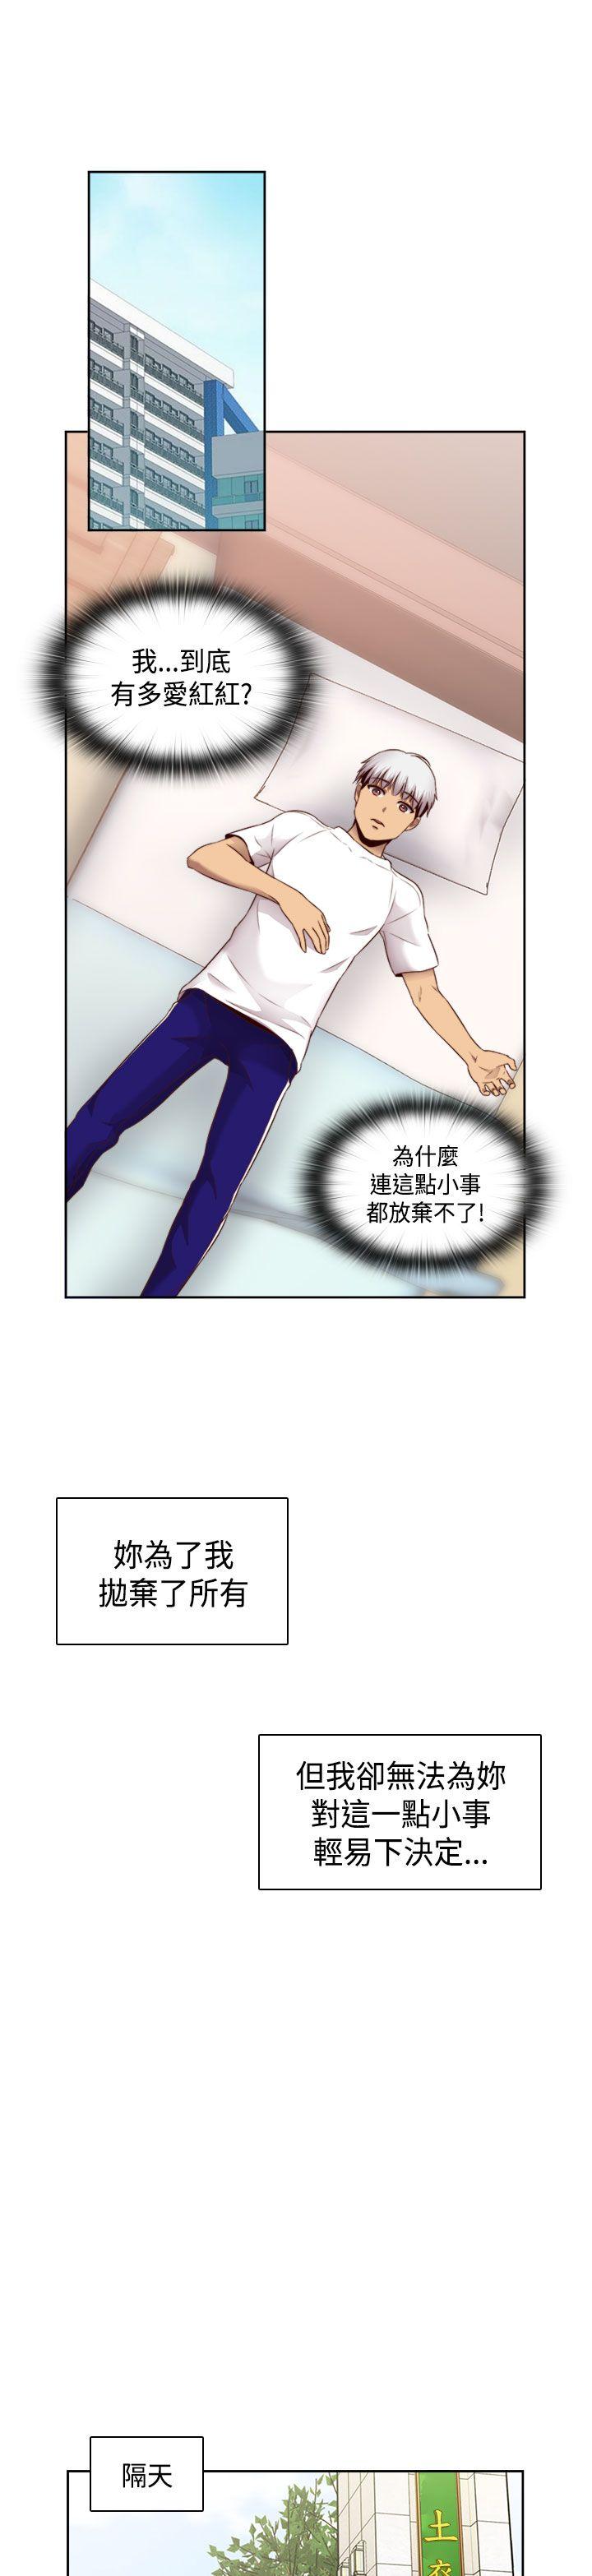 我...到底
有多愛紅紅?
為什麼
連這點小事
都放棄不了!
妳為了我
拋棄了所有
但我卻無法為妳
對這一點小事
輕易下決定...
隔天
土